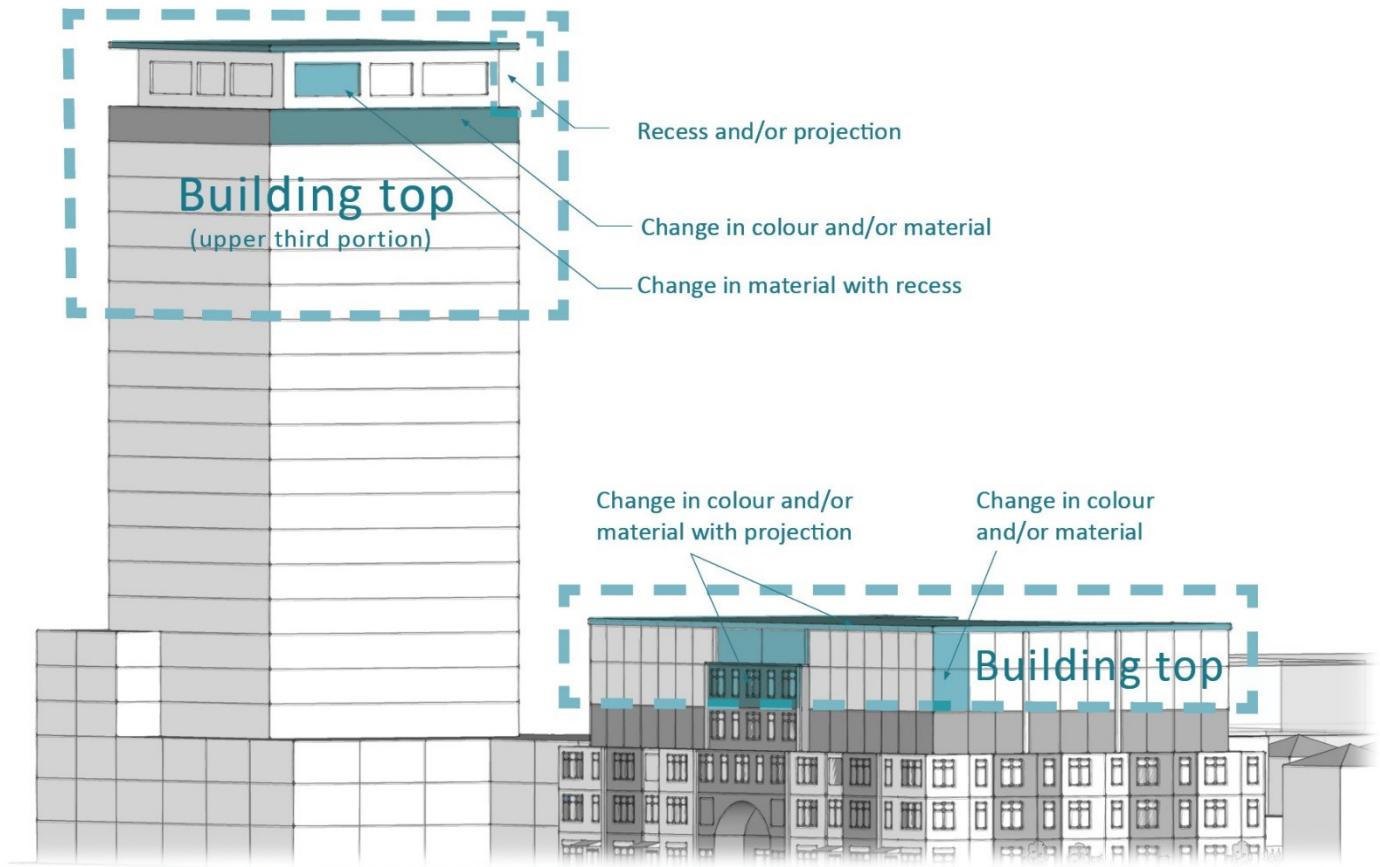 Recess and/or projection
Building top
(upper third portion)
Change in colour and/or material
Change in material with recess
Change in colour and/or
material with projection
Change in colour
and/or material
Building top